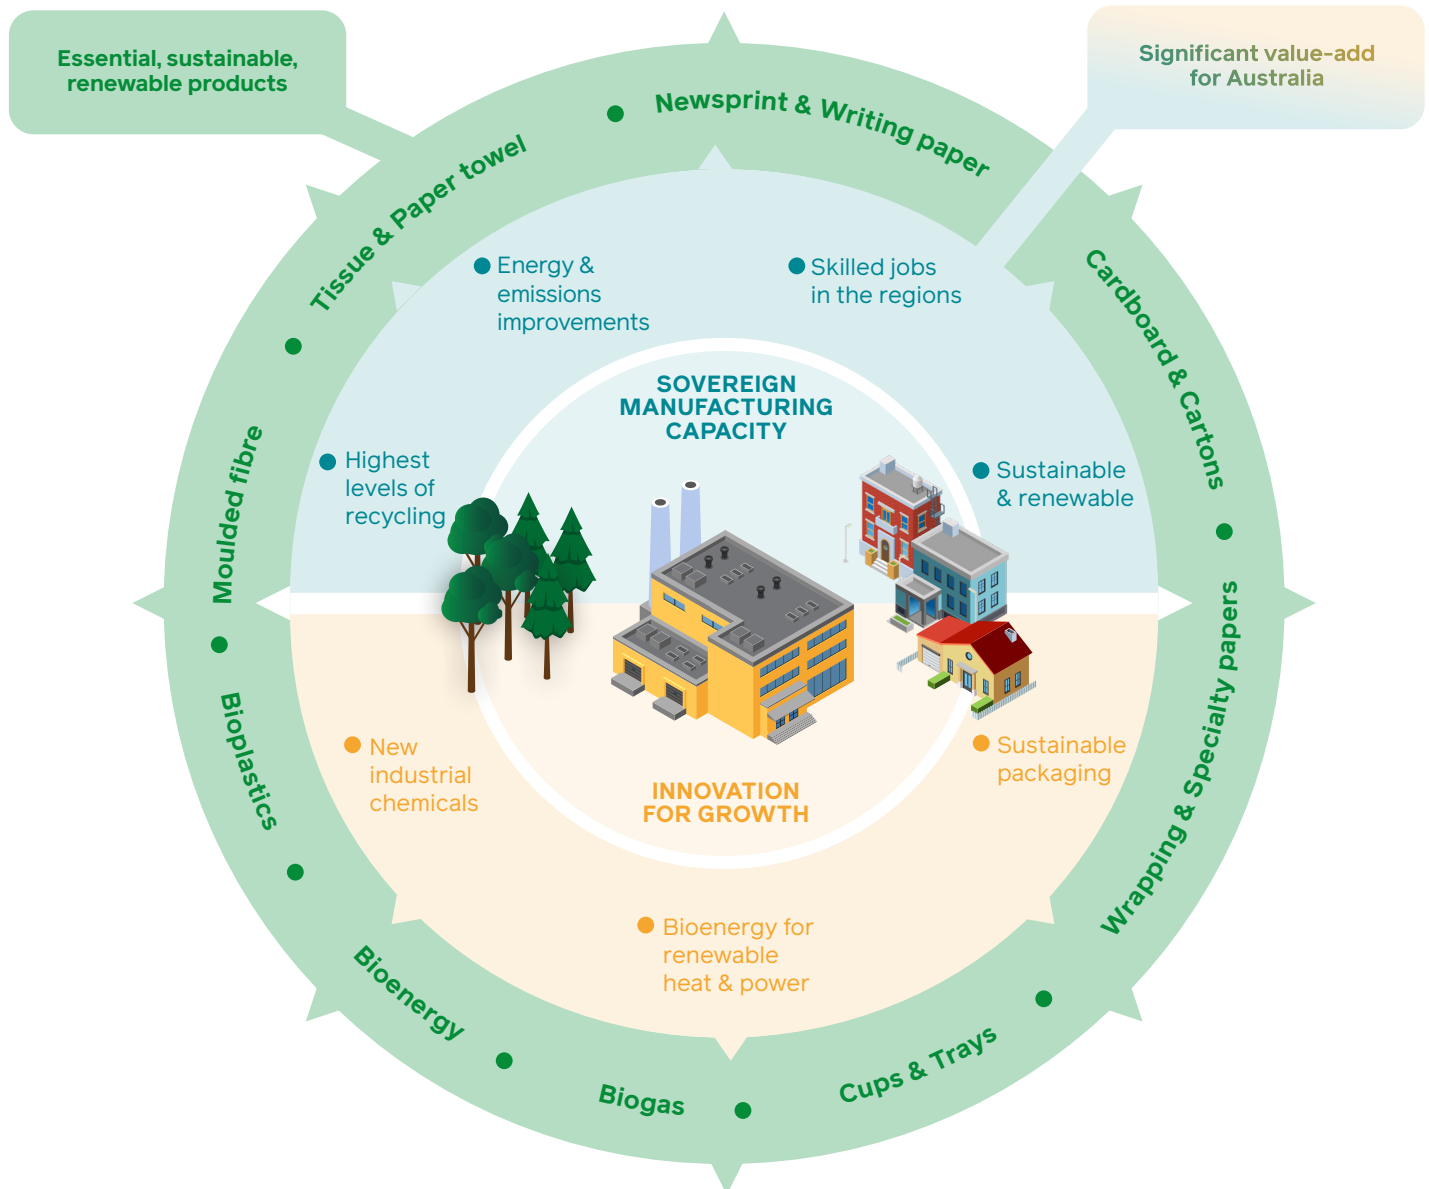 Essential, sustainable,
renewable products
Significant value-add
for Australia
Newsprint & Writing paper
Cardboard & Cartons
Wrapping & Specialty papers
Cups & Trays
Biogas
Bioenergy
Bioplastics
Moulded fibre
Tissue & Paper towel
Energy &
emissions
improvements
Skilled jobs
in the regions
Highest
levels of
recycling
Sustainable
& renewable
SOVEREIGN
MANUFACTURING
CAPACITY
INNOVATION
FOR GROWTH
New
industrial
chemicals
Sustainable
packaging
Bioenergy for
renewable
heat & power